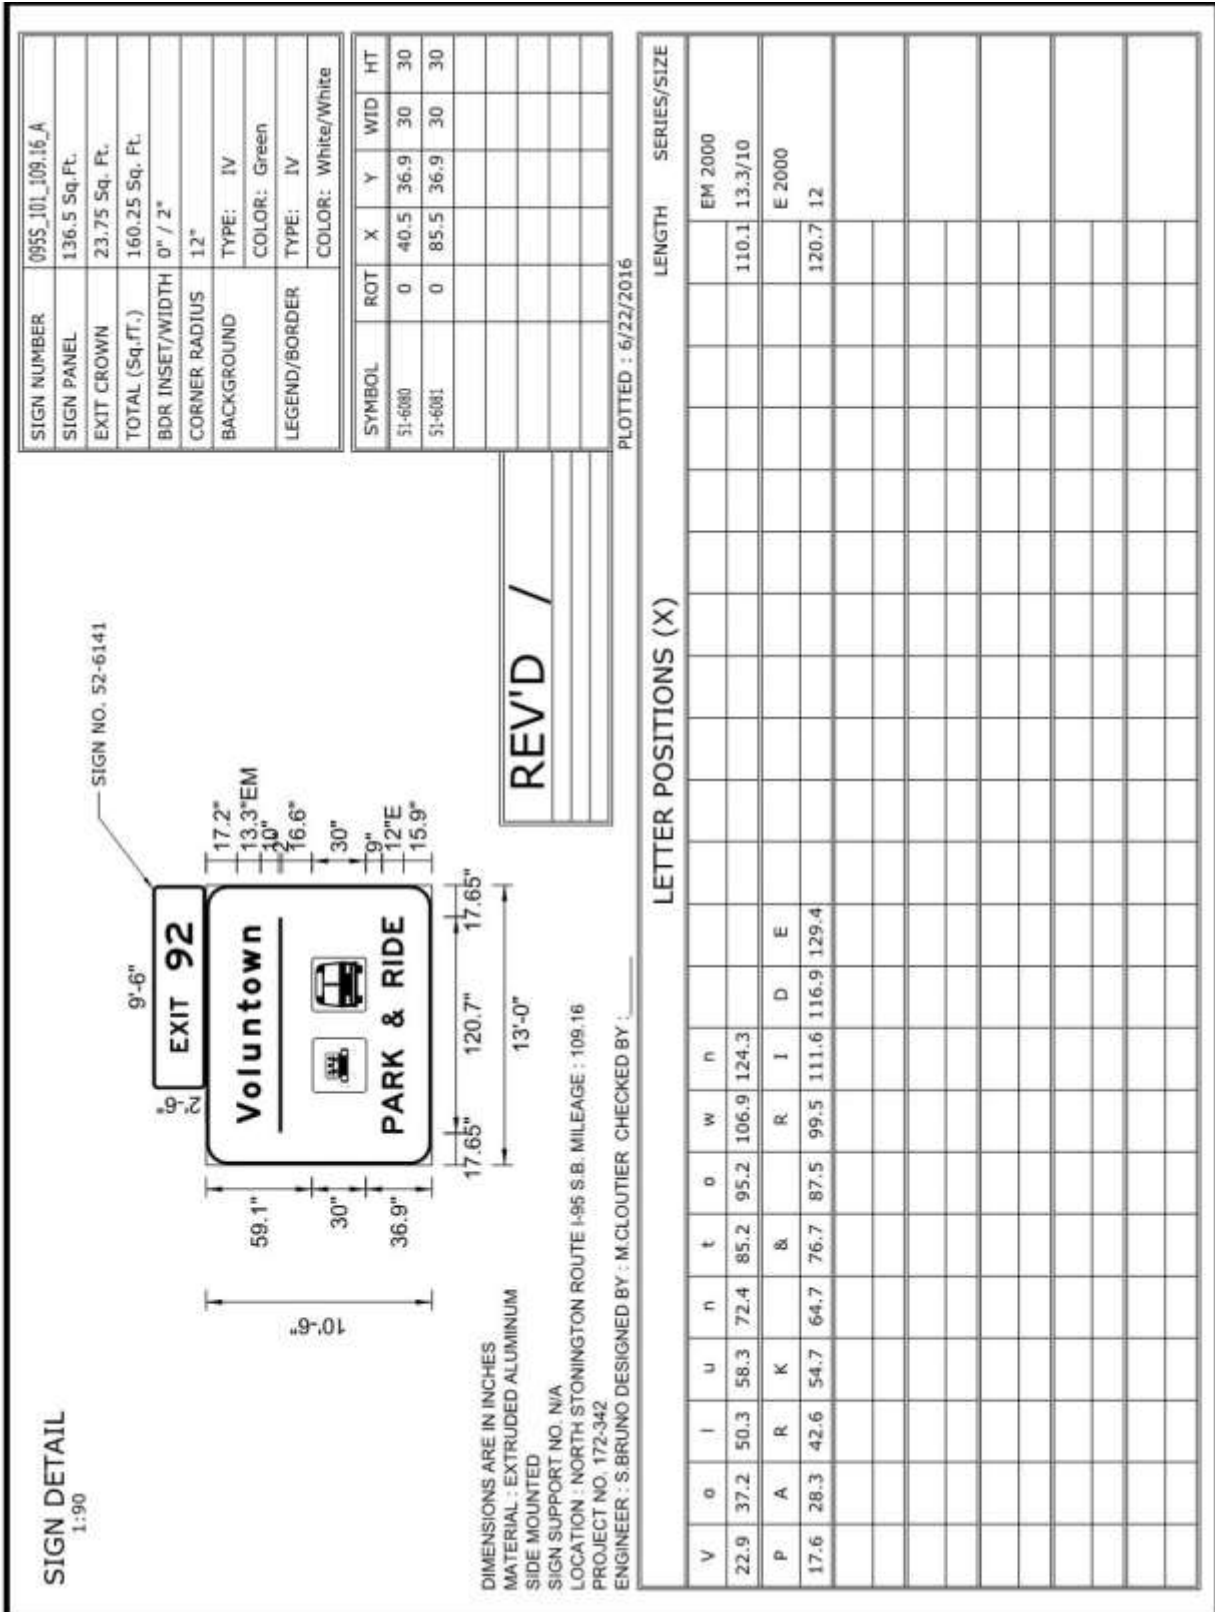 SIGN DETAIL
1:90
SIGN NO. 52-6141
9'-6"
2'-6"
EXIT 92
Voluntown
PARK & RIDE
59.1"
30"
36.9"
10'-6"
17.2"
13.3"EM
10"
2"
16.6"
30"
9"
12"E
15.9"
17.65" 120.7" 17.65"
13'-0"
SIGN NUMBER 095S_101_109.16_A
SIGN PANEL 136.5 Sq.Ft.
EXIT CROWN 23.75 Sq. Ft.
TOTAL (Sq.fT.) 160.25 Sq. Ft.
BDR INSET/WIDTH 0" / 2"
CORNER RADIUS 12"
BACKGROUND TYPE: IV
COLOR: Green
LEGEND/BORDER TYPE: IV
COLOR: White/White
SYMBOL ROT X Y WID HT
51-6080 0 40.5 36.9 30 30
51-6081 0 85.5 36.9 30 30
REV'D /
DIMENSIONS ARE IN INCHES
MATERIAL : EXTRUDED ALUMINUM
SIDE MOUNTED
SIGN SUPPORT NO. N/A
LOCATION : NORTH STONINGTON ROUTE I-95 S.B. MILEAGE : 109.16
PROJECT NO. 172-342
ENGINEER : S.BRUNO DESIGNED BY : M.CLOUTIER CHECKED BY :
PLOTTED : 6/22/2016
LETTER POSITIONS (X) LENGTH SERIES/SIZE
V o l u n t o w n EM 2000
22.9 37.2 50.3 58.3 72.4 85.2 95.2 106.9 124.3 110.1 13.3/10
P A R K & R I D E E 2000
17.6 28.3 42.6 54.7 64.7 76.7 87.5 99.5 111.6 116.9 129.4 120.7 12